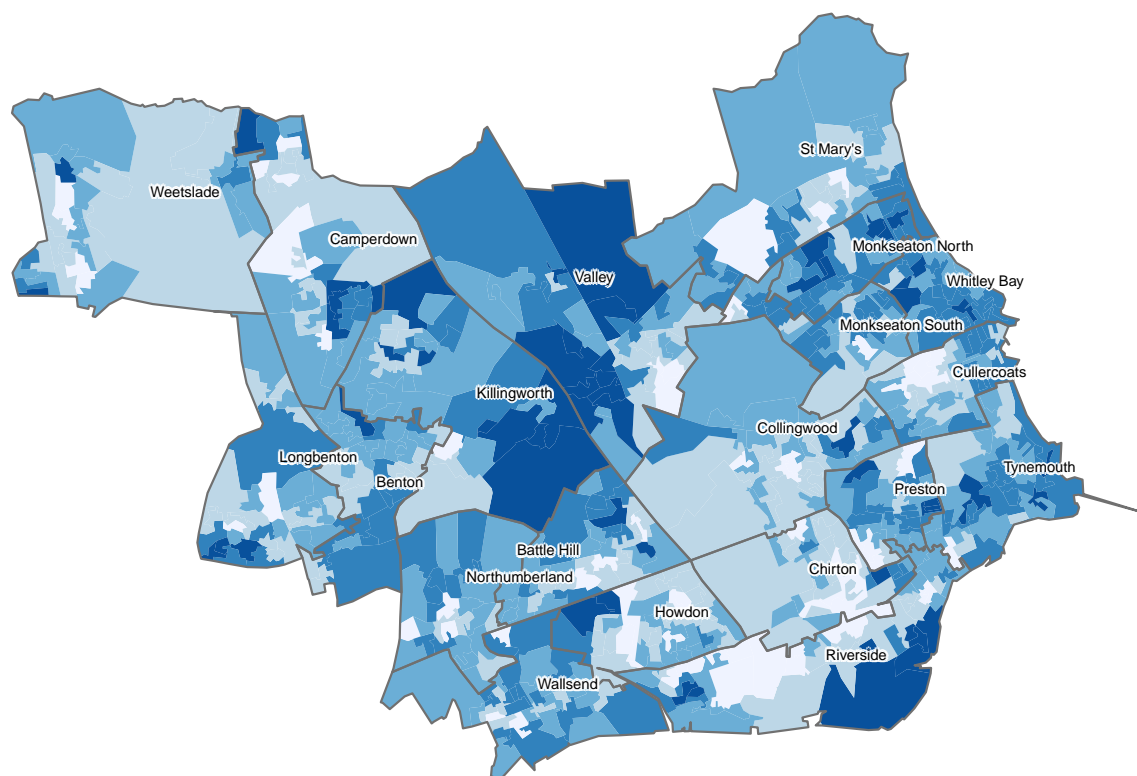 St Mary's
Weetslade
Camperdown
Monkseaton North
Valley
Whitley Bay
Monkseaton South
Cullercoats
Killingworth
Collingwood
Longbenton
Tynemouth
Benton
Preston
Battle Hill
Northumberland
Chirton
Howdon
Riverside
Wallsend